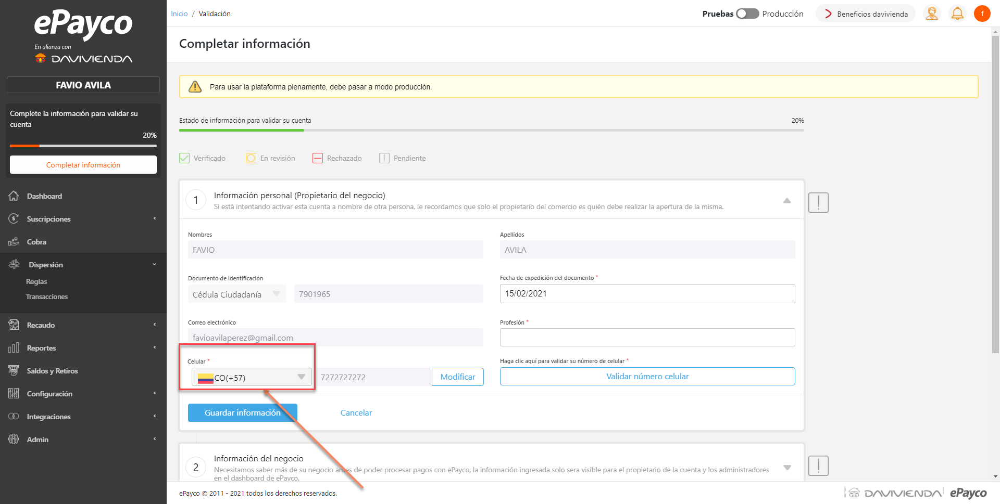 ePayco
En alianza con
DAVIVIENDA
FAVIO AVILA
Complete la información para validar su
cuenta
20%
Completar información
Dashboard
Suscripciones
Cobra
Dispersión
Reglas
Transacciones
Recaudo
Reportes
Saldos y Retiros
Configuración
Integraciones
Admin
Inicio / Validación
Pruebas Producción
Beneficios davivienda
f
Completar información
Para usar la plataforma plenamente, debe pasar a modo producción.
Estado de información para validar su cuenta 20%
Verificado En revisión Rechazado Pendiente
1
Información personal (Propietario del negocio)
Si está intentando activar esta cuenta a nombre de otra persona, le recordamos que solo el propietario del comercio es quién debe realizar la apertura de la misma.
Nombres Apellidos
FAVIO AVILA
Documento de identificación Fecha de expedición del documento *
Cédula Ciudadanía 7901965 15/02/2021
Correo electrónico Profesión *
favioavilaperez@gmail.com
Celular * Haga clic aquí para validar su número de celular *
CO(+57) 7272727272 Modificar Validar número celular
Guardar información Cancelar
2
Información del negocio
Necesitamos saber más de su negocio antes de poder procesar pagos con ePayco, la información ingresada solo sera visible para el propietario de la cuenta y los administradores
en el dashboard de ePayco.
ePayco © 2011 - 2021 todos los derechos reservados.
DAVIVIENDA ePayco